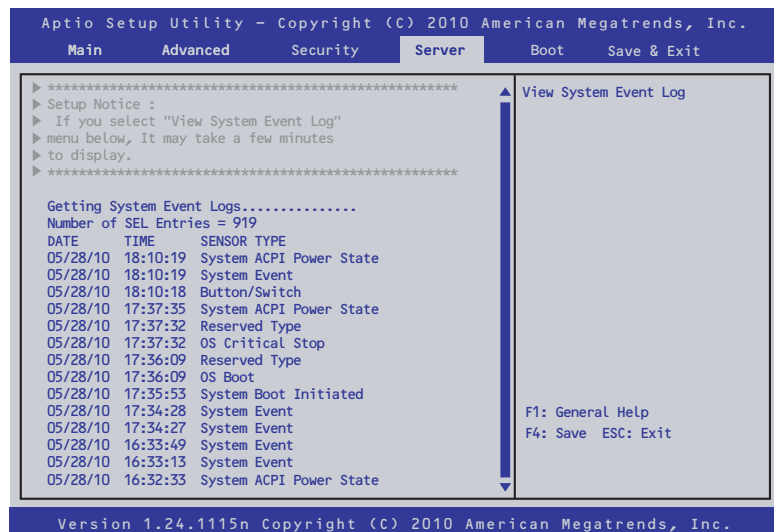 Aptio Setup Utility – Copyright (C) 2010 American Megatrends, Inc.
Main Advanced Security Server Boot Save & Exit
*****************************************************
Setup Notice :
If you select "View System Event Log"
menu below, It may take a few minutes
to display.
*****************************************************
Getting System Event Logs...............
Number of SEL Entries = 919
DATE TIME SENSOR TYPE
05/28/10 18:10:19 System ACPI Power State
05/28/10 18:10:19 System Event
05/28/10 18:10:18 Button/Switch
05/28/10 17:37:35 System ACPI Power State
05/28/10 17:37:32 Reserved Type
05/28/10 17:37:32 OS Critical Stop
05/28/10 17:36:09 Reserved Type
05/28/10 17:36:09 OS Boot
05/28/10 17:35:53 System Boot Initiated
05/28/10 17:34:28 System Event
05/28/10 17:34:27 System Event
05/28/10 16:33:49 System Event
05/28/10 16:33:13 System Event
05/28/10 16:32:33 System ACPI Power State
View System Event Log
F1: General Help
F4: Save ESC: Exit
Version 1.24.1115n Copyright (C) 2010 American Megatrends, Inc.